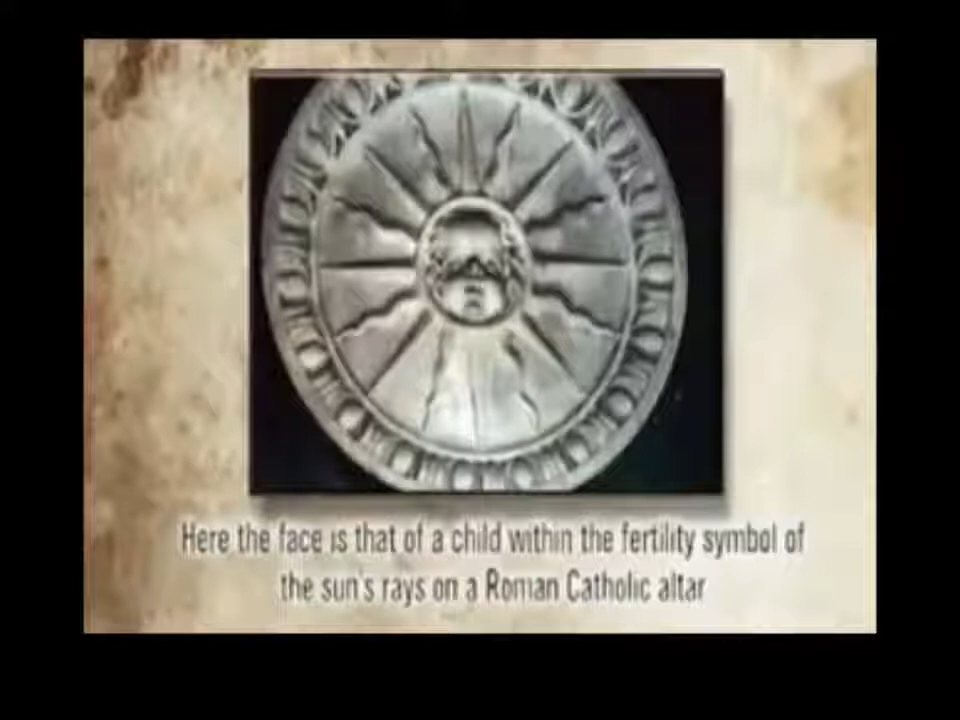 Here the face is that of a child within the fertility symbol of
the sun's rays on a Roman Catholic altar